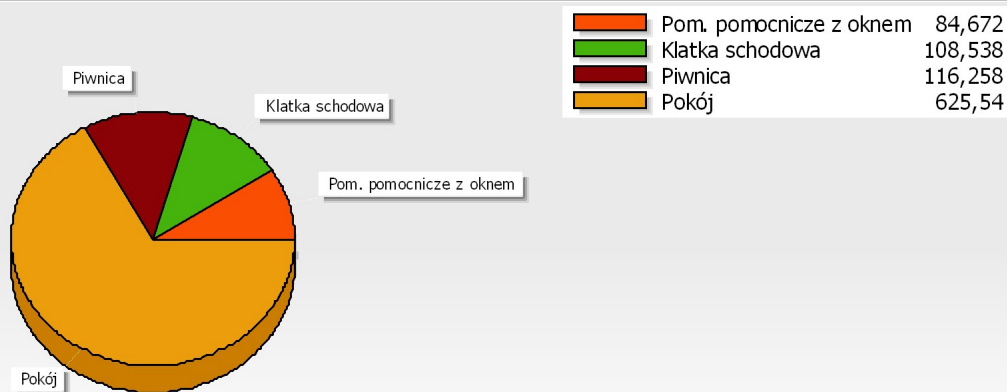 Pom. pomocnicze z oknem 84,672
Klatka schodowa 108,538
Piwnica 116,258
Pokój 625,54
Piwnica
Klatka schodowa
Pom. pomocnicze z oknem
Pokój